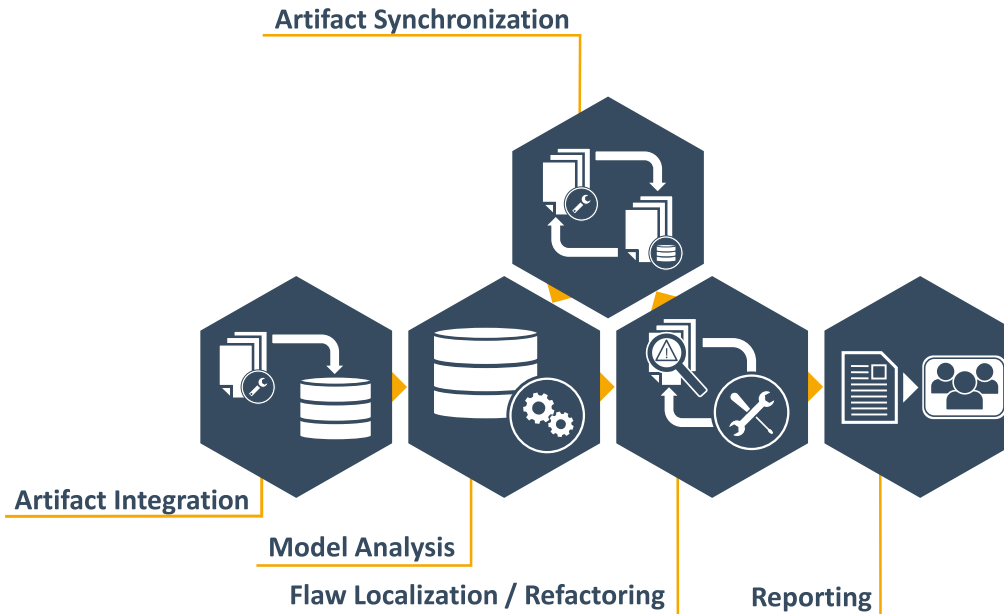 Artifact Synchronization
Artifact Integration
Model Analysis
Flaw Localization / Refactoring
Reporting